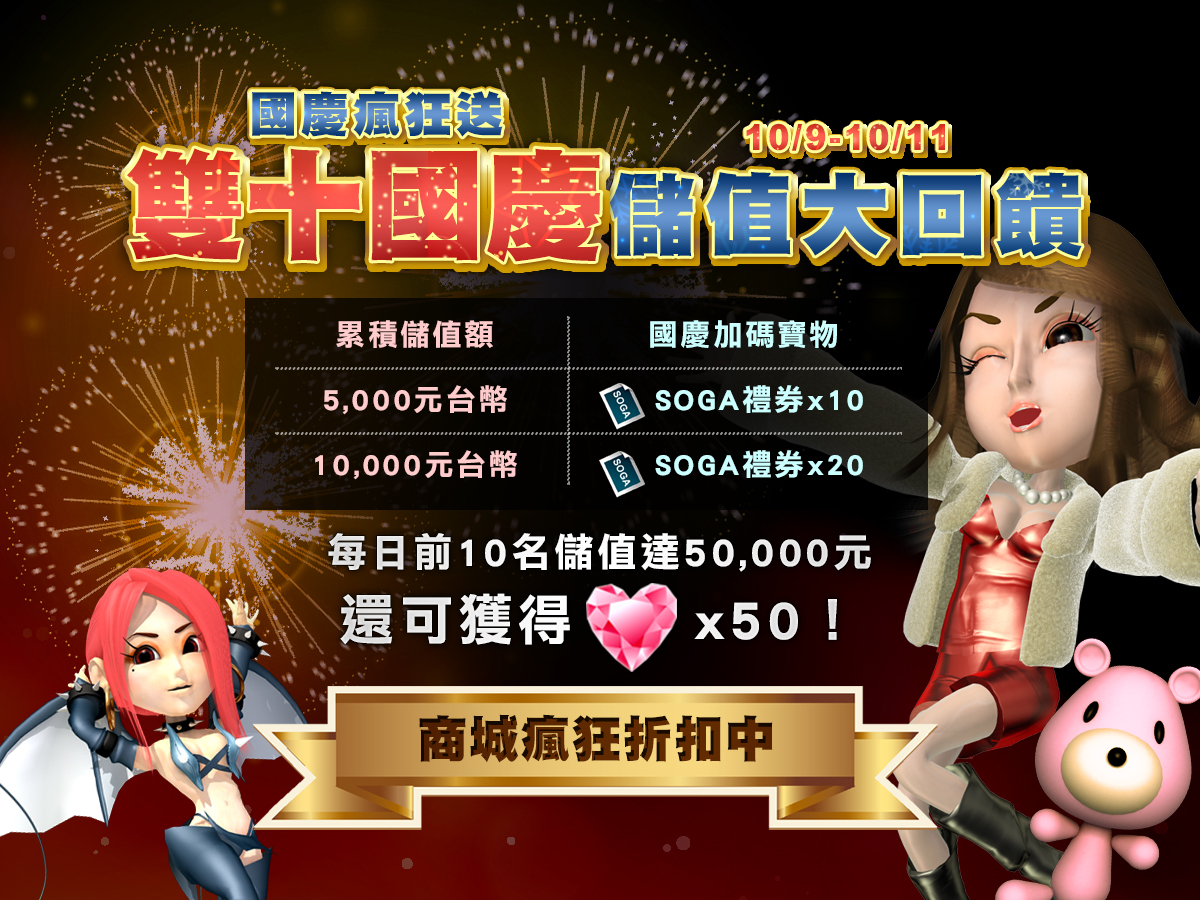 國慶瘋狂送
10/9-10/11
雙十國慶儲值大回饋
累積儲值額 國慶加碼寶物
5,000元台幣 SOGA SOGA禮券x10
10,000元台幣 SOGA SOGA禮券x20
每日前10名儲值達50,000元
還可獲得 x50！
商城瘋狂折扣中